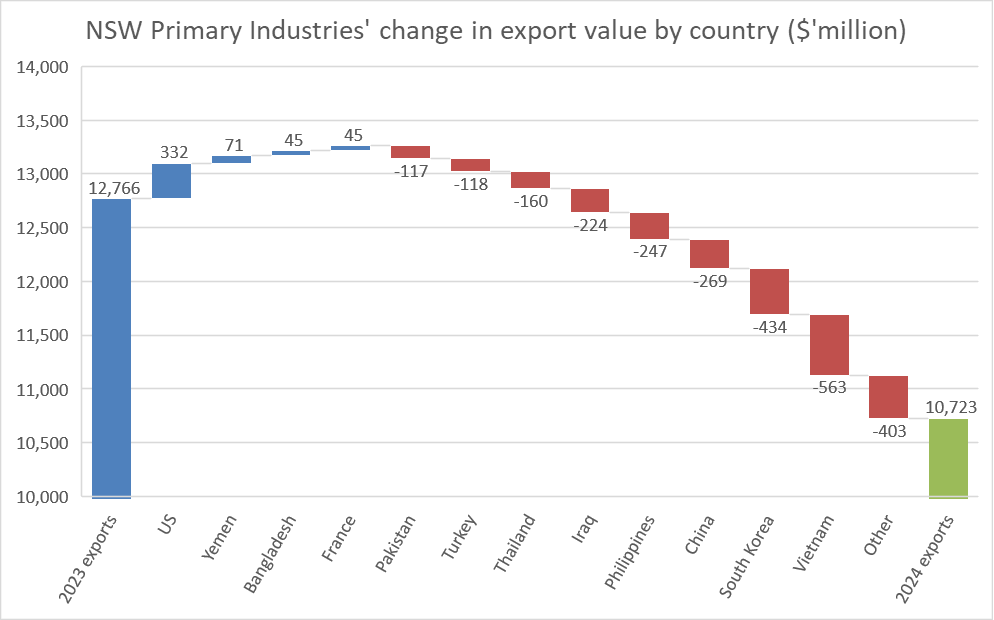 NSW Primary Industries' change in export value by country ($'million)
14,000
13,500
13,000
12,500
12,000
11,500
11,000
10,500
10,000
12,766
332
71
45
45
-117
-118
-160
-224
-247
-269
-434
-563
-403
10,723
2023 exports
US
Yemen
Bangladesh
France
Pakistan
Turkey
Thailand
Iraq
Philippines
China
South Korea
Vietnam
Other
2024 exports